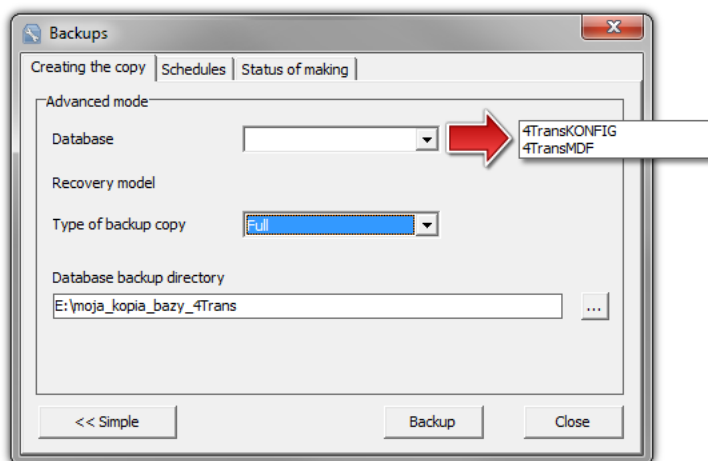 Backups
Creating the copy Schedules Status of making
Advanced mode
Database
4TransKONFIG
4TransMDF
Recovery model
Type of backup copy Full
Database backup directory
E:\moja_kopia_bazy_4Trans ...
<< Simple Backup Close